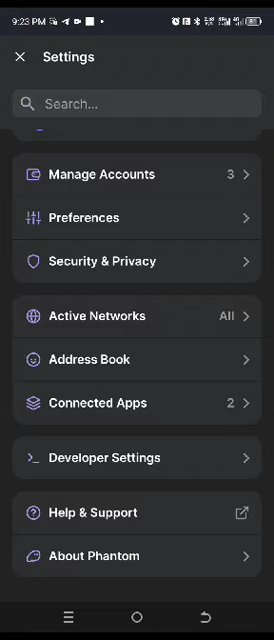 9:23 PM
Settings
Search...
Manage Accounts 3
Preferences
Security & Privacy
Active Networks All
Address Book
Connected Apps 2
Developer Settings
Help & Support
About Phantom